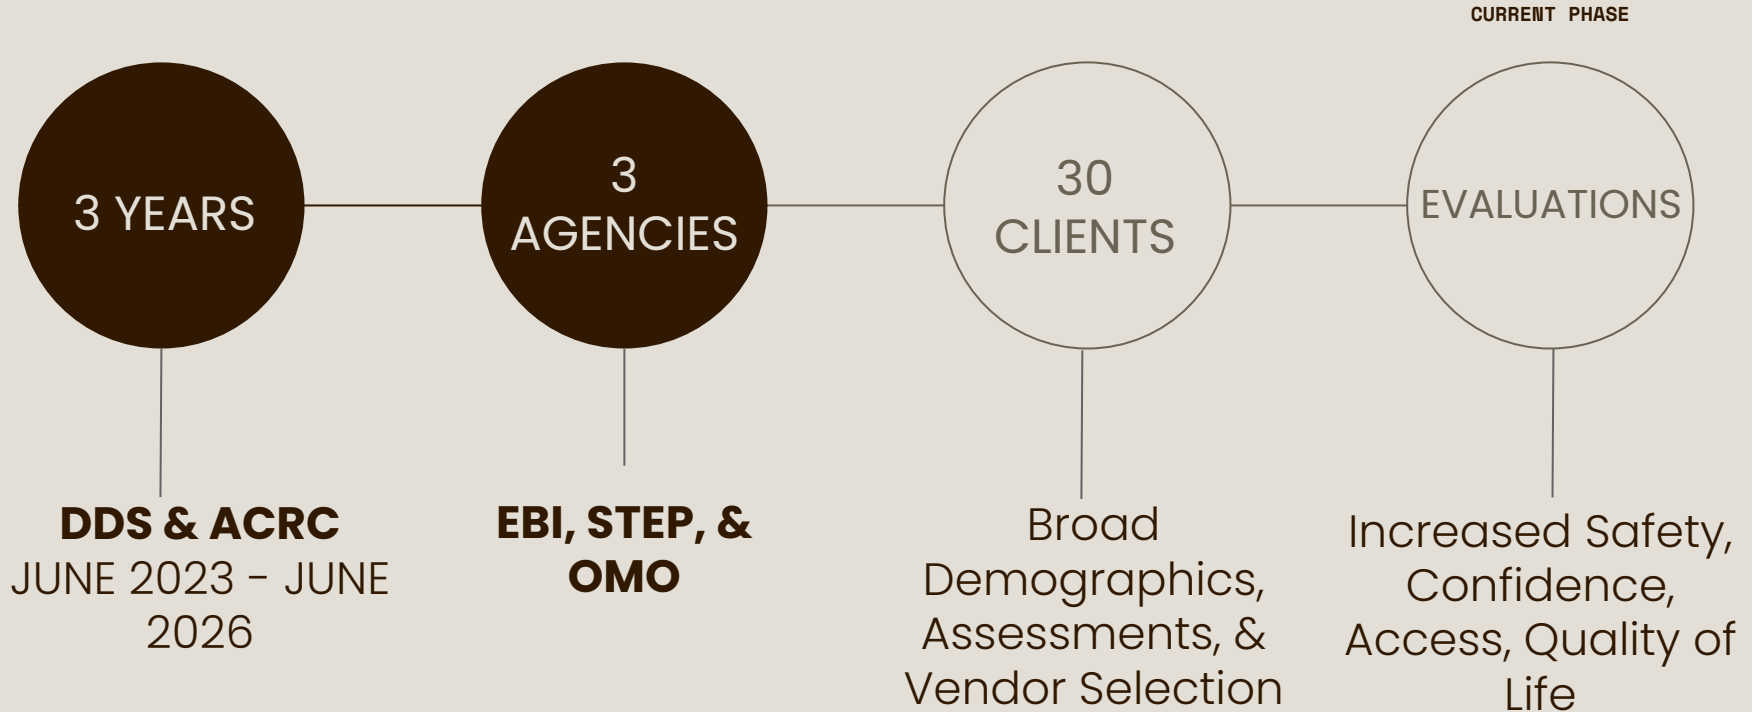 CURRENT PHASE
3 YEARS
3
AGENCIES
30
CLIENTS
EVALUATIONS
DDS & ACRC
JUNE 2023 - JUNE
2026
EBI, STEP, &
OMO
Broad
Demographics,
Assessments, &
Vendor Selection
Increased Safety,
Confidence,
Access, Quality of
Life